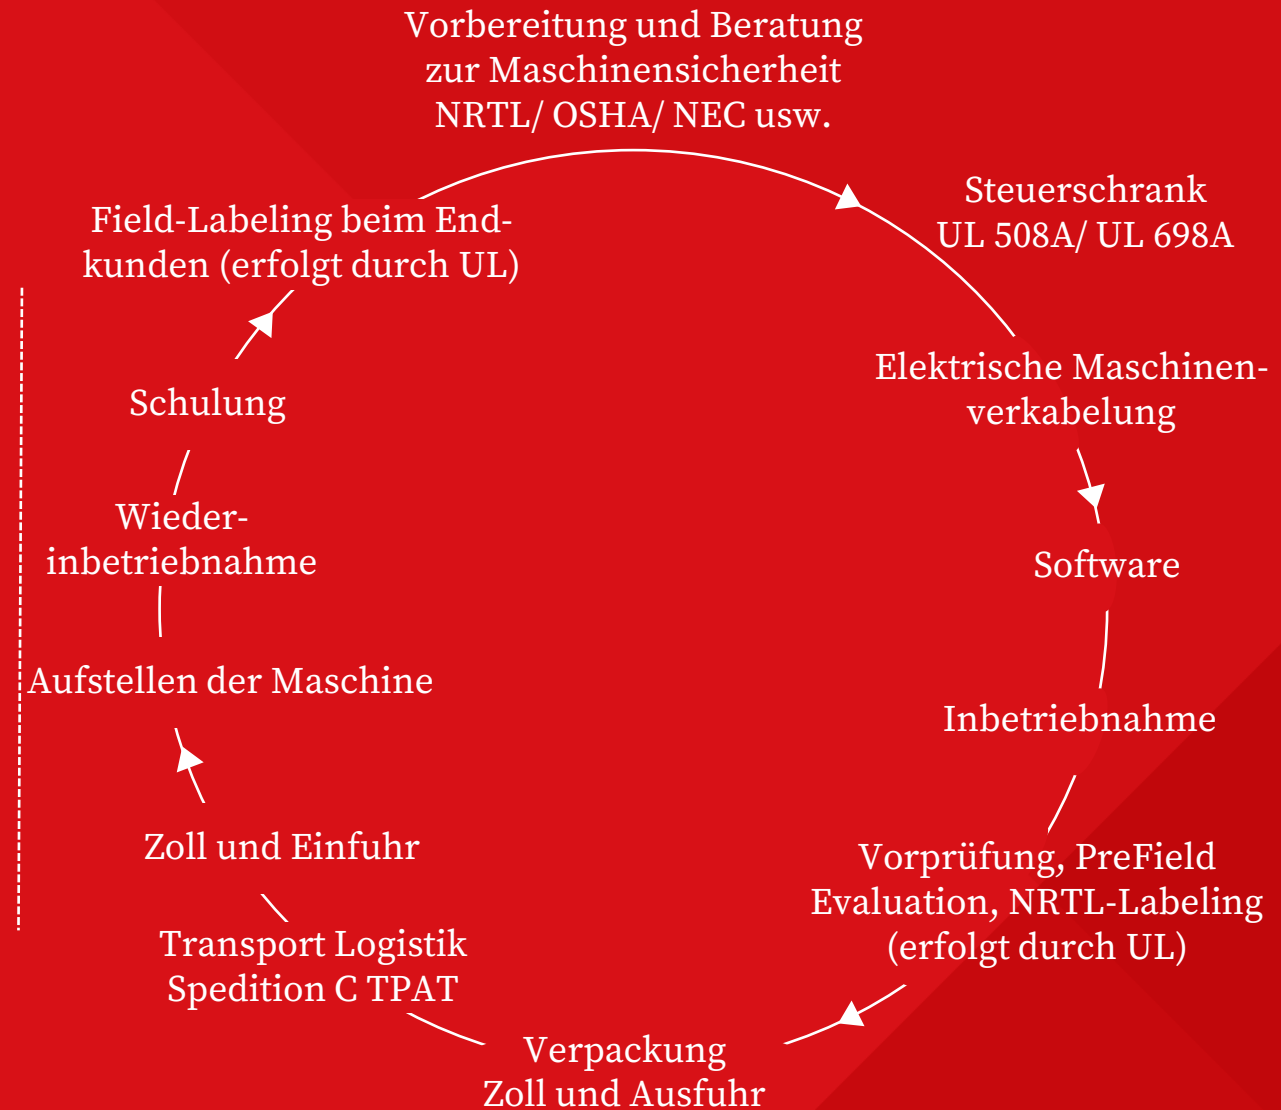 Vorbereitung und Beratung
zur Maschinensicherheit
NRTL/ OSHA/ NEC usw.
Steuerschrank
UL 508A/ UL 698A
Elektrische Maschinen-
verkabelung
Software
Inbetriebnahme
Vorprüfung, PreField
Evaluation, NRTL-Labeling
(erfolgt durch UL)
Verpackung
Zoll und Ausfuhr
Transport Logistik
Spedition C TPAT
Zoll und Einfuhr
Aufstellen der Maschine
Wieder-
inbetriebnahme
Schulung
Field-Labeling beim End-
kunden (erfolgt durch UL)